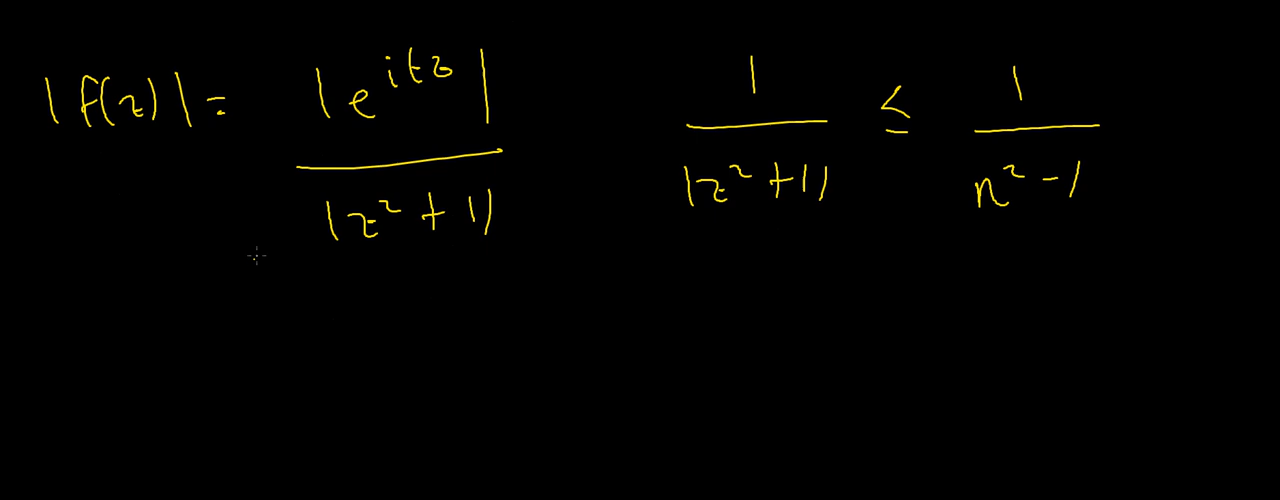 |f(z)| = |e^{itz}| / |z^2 + 1|
1 / |z^2 + 1| ≤ 1 / n^2 - 1